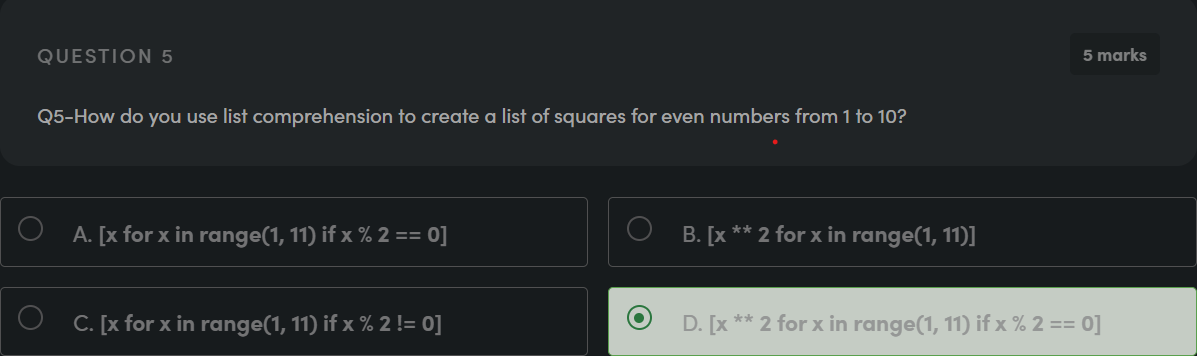 QUESTION 5
5 marks
Q5-How do you use list comprehension to create a list of squares for even numbers from 1 to 10?
A. [x for x in range(1, 11) if x % 2 == 0]
B. [x ** 2 for x in range(1, 11)]
C. [x for x in range(1, 11) if x % 2 != 0]
D. [x ** 2 for x in range(1, 11) if x % 2 == 0]